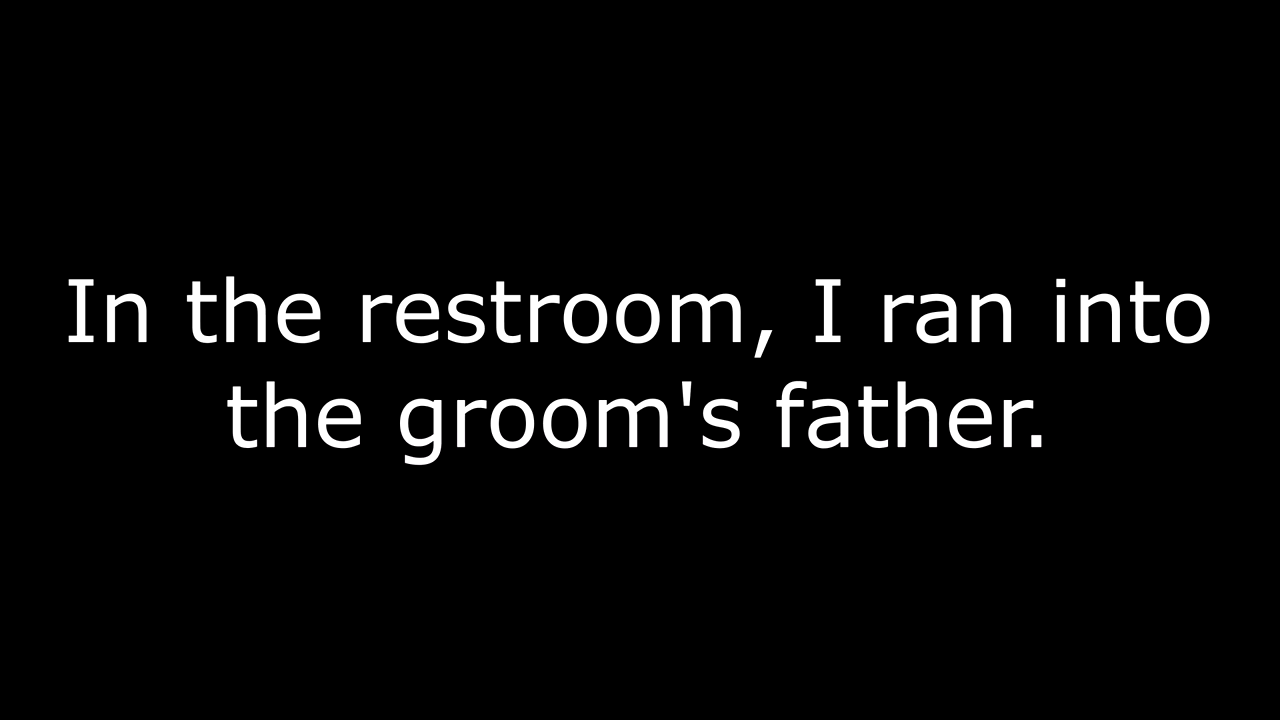 In the restroom, I ran into
the groom's father.